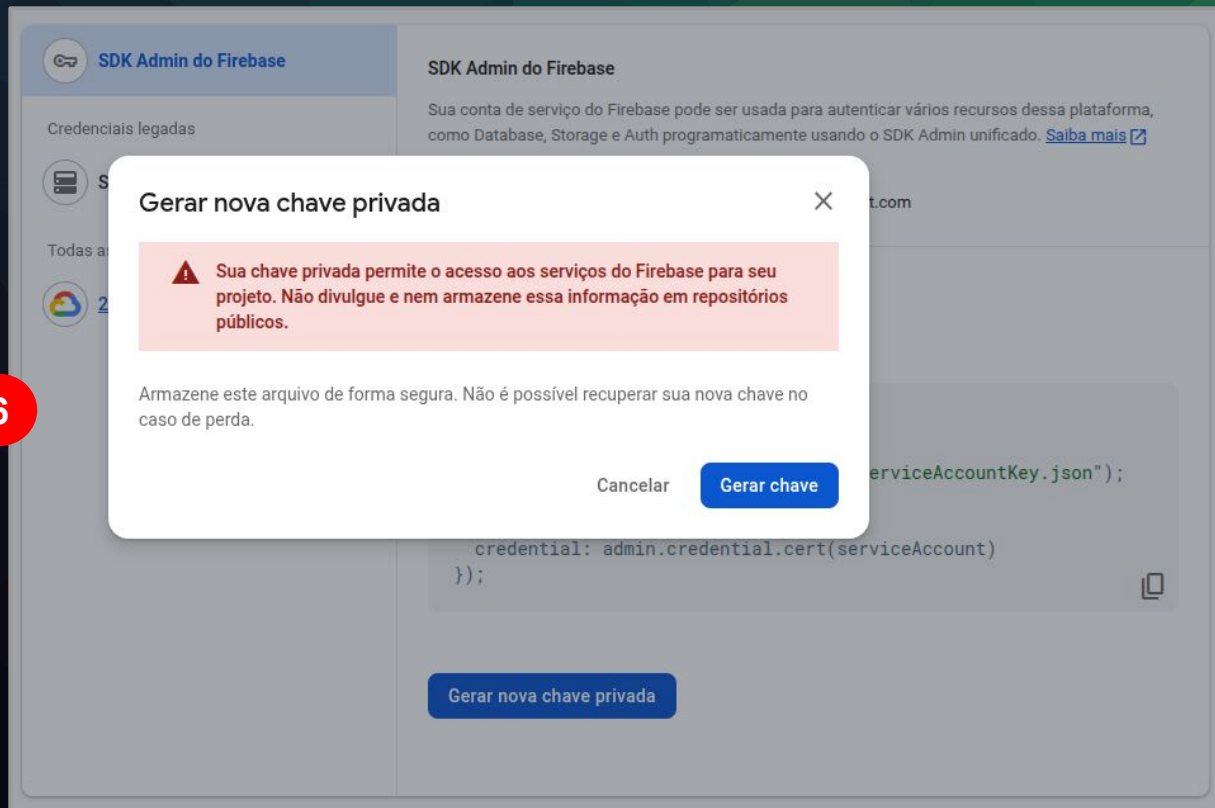 SDK Admin do Firebase
SDK Admin do Firebase
Sua conta de serviço do Firebase pode ser usada para autenticar vários recursos dessa plataforma,
como Database, Storage e Auth programaticamente usando o SDK Admin unificado. Saiba mais
Credenciais legadas
S
t.com
Todas a
2
Gerar nova chave privada
Sua chave privada permite o acesso aos serviços do Firebase para seu
projeto. Não divulgue e nem armazene essa informação em repositórios
públicos.
Armazene este arquivo de forma segura. Não é possível recuperar sua nova chave no
caso de perda.
Cancelar
Gerar chave
6
erviceAccountKey.json");
credential: admin.credential.cert(serviceAccount)
});
Gerar nova chave privada